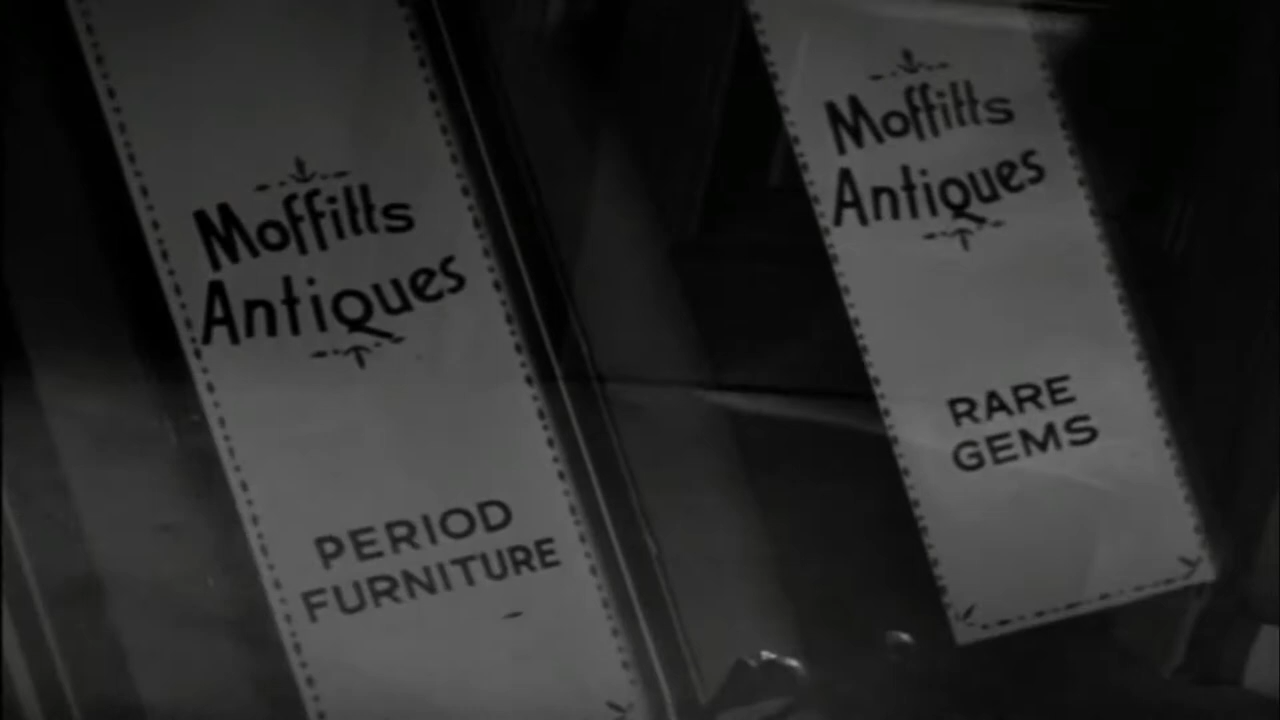 Moffitts
Antiques
PERIOD
FURNITURE
Moffitts
Antiques
RARE
GEMS